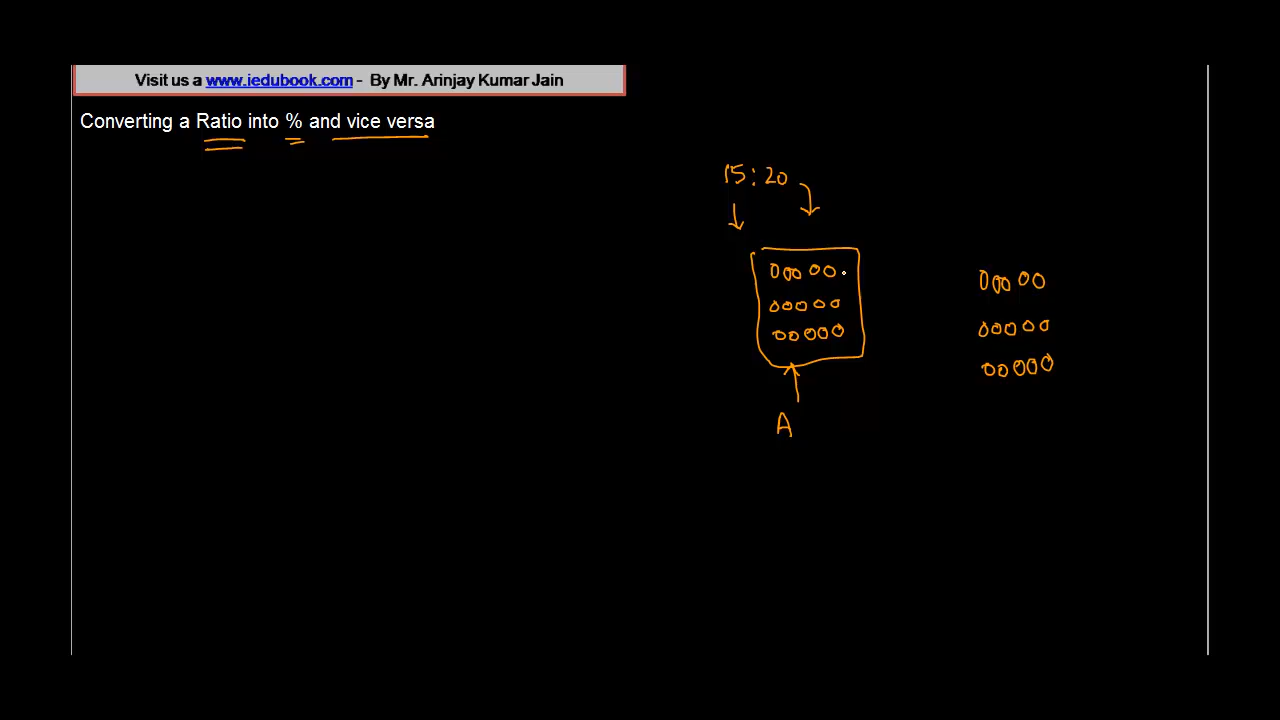 Visit us a www.iedubook.com - By Mr. Arinjay Kumar Jain
Converting a Ratio into % and vice versa
15:20
A